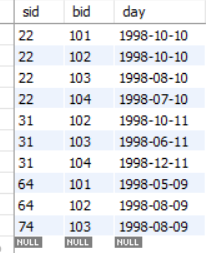 sid bid day
22 101 1998-10-10
22 102 1998-10-10
22 103 1998-08-10
22 104 1998-07-10
31 102 1998-10-11
31 103 1998-06-11
31 104 1998-12-11
64 101 1998-05-09
64 102 1998-08-09
74 103 1998-08-09
NULL NULL NULL